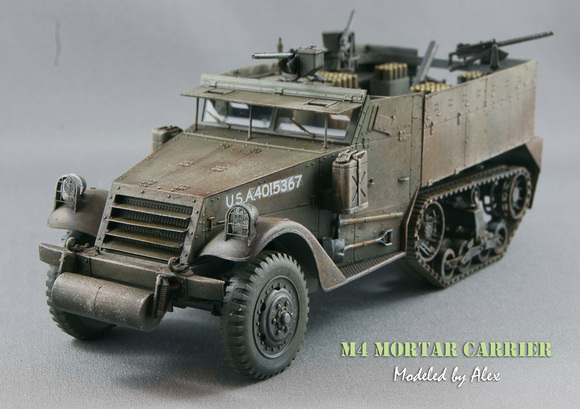 U.S.A.4015367
M4 MORTAR CARRIER
Modeled by Alex